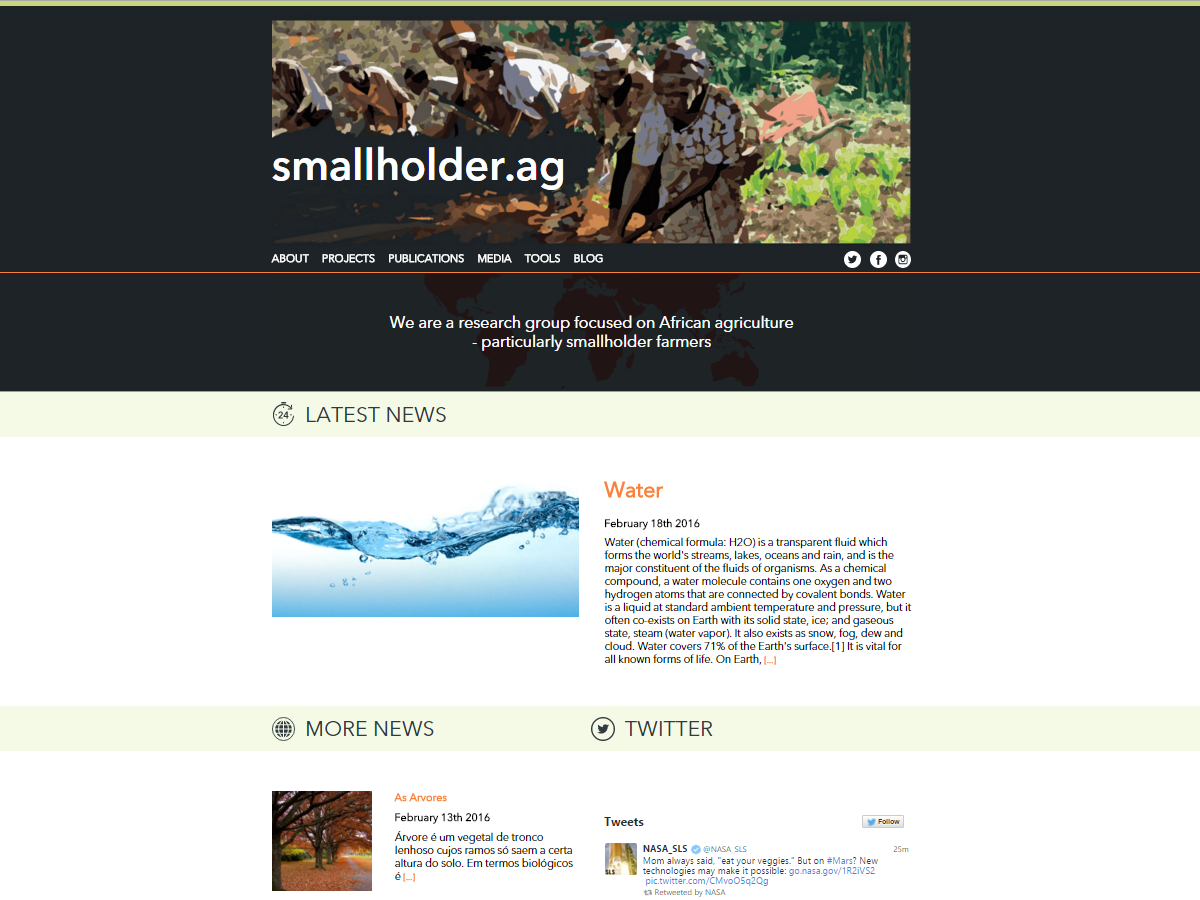 smallholder.ag
ABOUT PROJECTS PUBLICATIONS MEDIA TOOLS BLOG
We are a research group focused on African agriculture
- particularly smallholder farmers
24
LATEST NEWS
Water
February 18th 2016
Water (chemical formula: H2O) is a transparent fluid which
forms the world's streams, lakes, oceans and rain, and is the
major constituent of the fluids of organisms. As a chemical
compound, a water molecule contains one oxygen and two
hydrogen atoms that are connected by covalent bonds. Water
is a liquid at standard ambient temperature and pressure, but it
often co-exists on Earth with its solid state, ice; and gaseous
state, steam (water vapor). It also exists as snow, fog, dew and
cloud. Water covers 71% of the Earth's surface.[1] It is vital for
all known forms of life. On Earth, [...]
MORE NEWS
As Arvores
February 13th 2016
Árvore é um vegetal de tronco
lenhoso cujos ramos só saem a certa
altura do solo. Em termos biológicos
é [...]
TWITTER
Tweets
Follow
NASA_SLS @NASA_SLS 25m
Mom always said, "eat your veggies." But on #Mars? New
technologies may make it possible: go.nasa.gov/1R2iVS2
pic.twitter.com/CMvoO5q2Qg
Retweeted by NASA
SLS